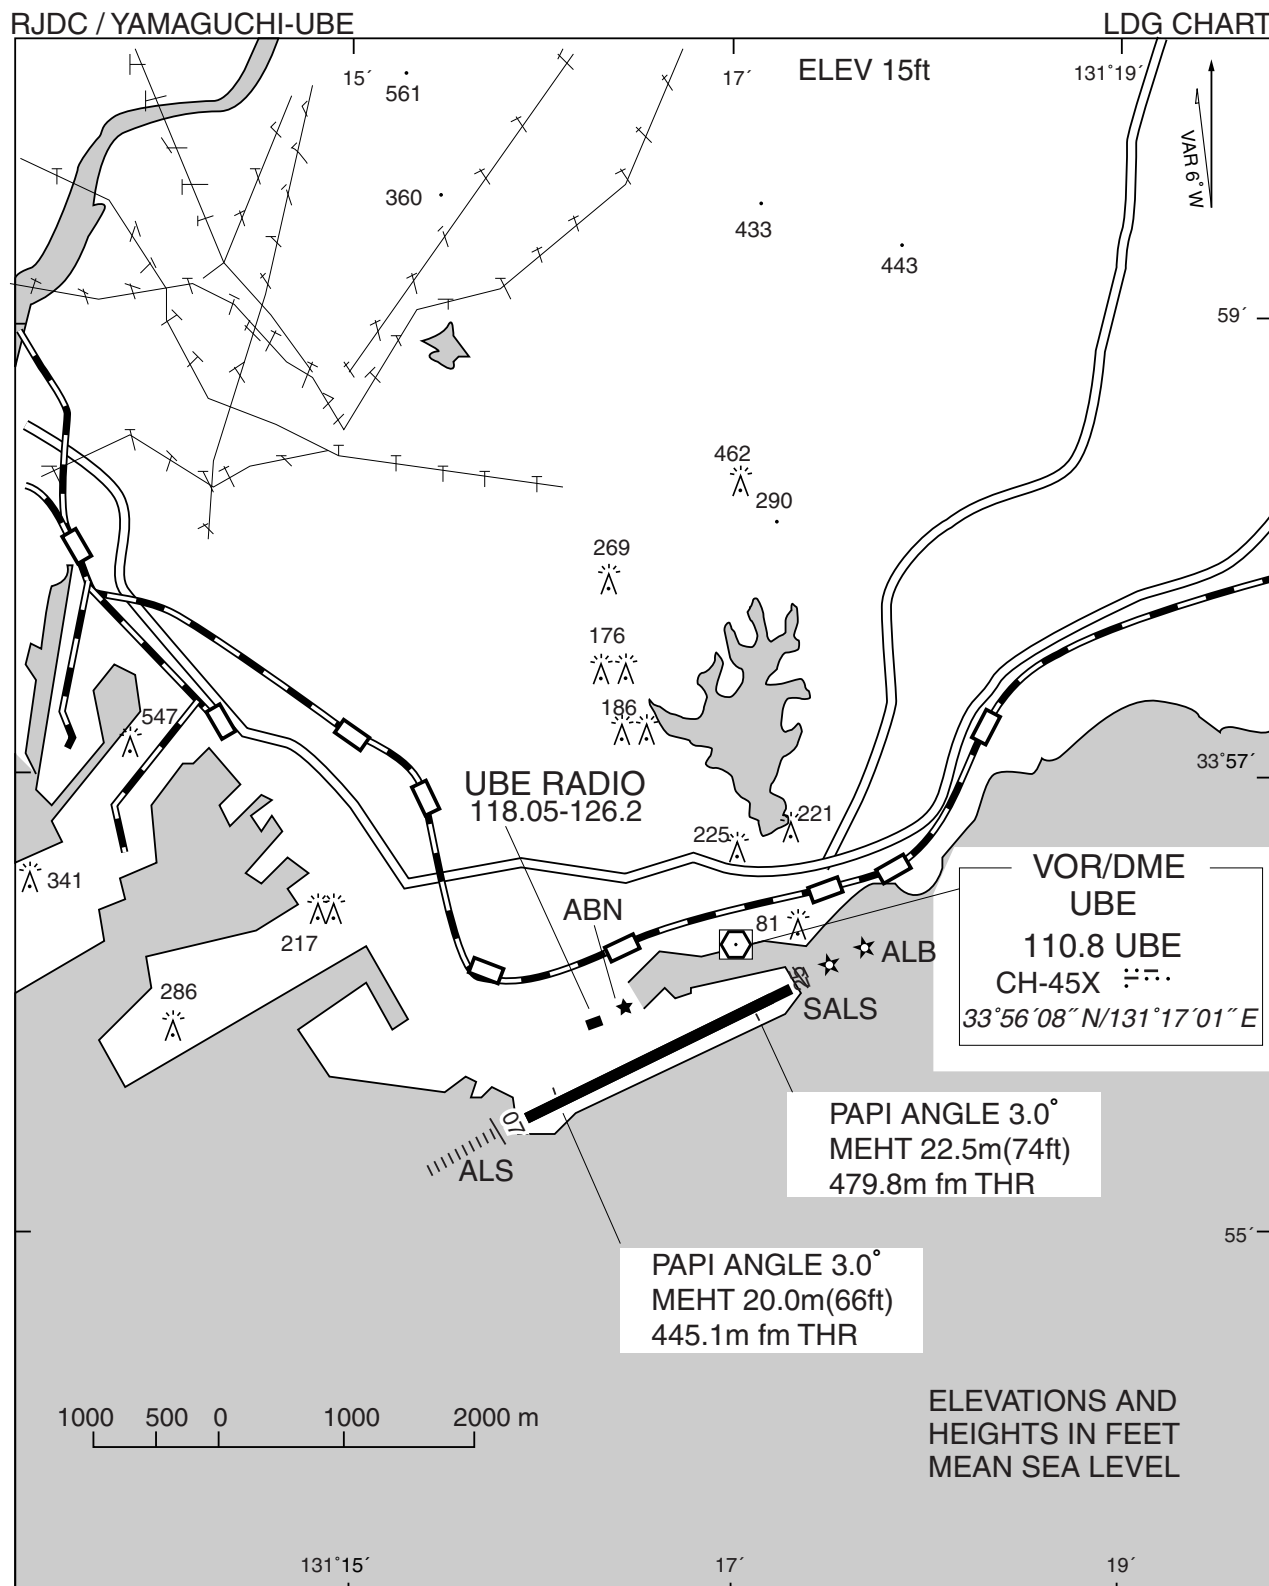 RJDC / YAMAGUCHI-UBE
LDG CHART
15´
17´
ELEV 15ft
131°19´
561
VAR 6°W
360
433
443
59´
462
290
269
176
186
547
33°57´
UBE RADIO
118.05-126.2
221
225
341
217
ABN
81
VOR/DME
UBE
110.8 UBE
CH-45X
33°56´08˝N/131°17´01˝E
ALB
25
SALS
286
07
ALS
PAPI ANGLE 3.0°
MEHT 22.5m(74ft)
479.8m fm THR
55´
PAPI ANGLE 3.0°
MEHT 20.0m(66ft)
445.1m fm THR
1000 500 0 1000 2000 m
ELEVATIONS AND
HEIGHTS IN FEET
MEAN SEA LEVEL
131°15´
17´
19´